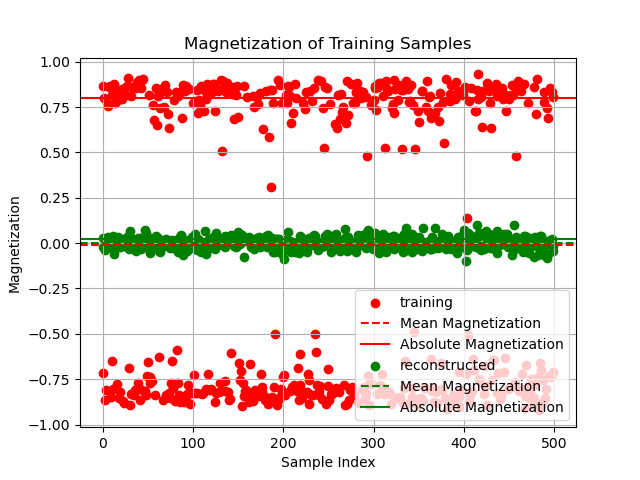 Magnetization of Training Samples
Magnetization
1.00
0.75
0.50
0.25
0.00
−0.25
−0.50
−0.75
−1.00
training
Mean Magnetization
Absolute Magnetization
reconstructed
Mean Magnetization
Absolute Magnetization
0
100
200
300
400
500
Sample Index